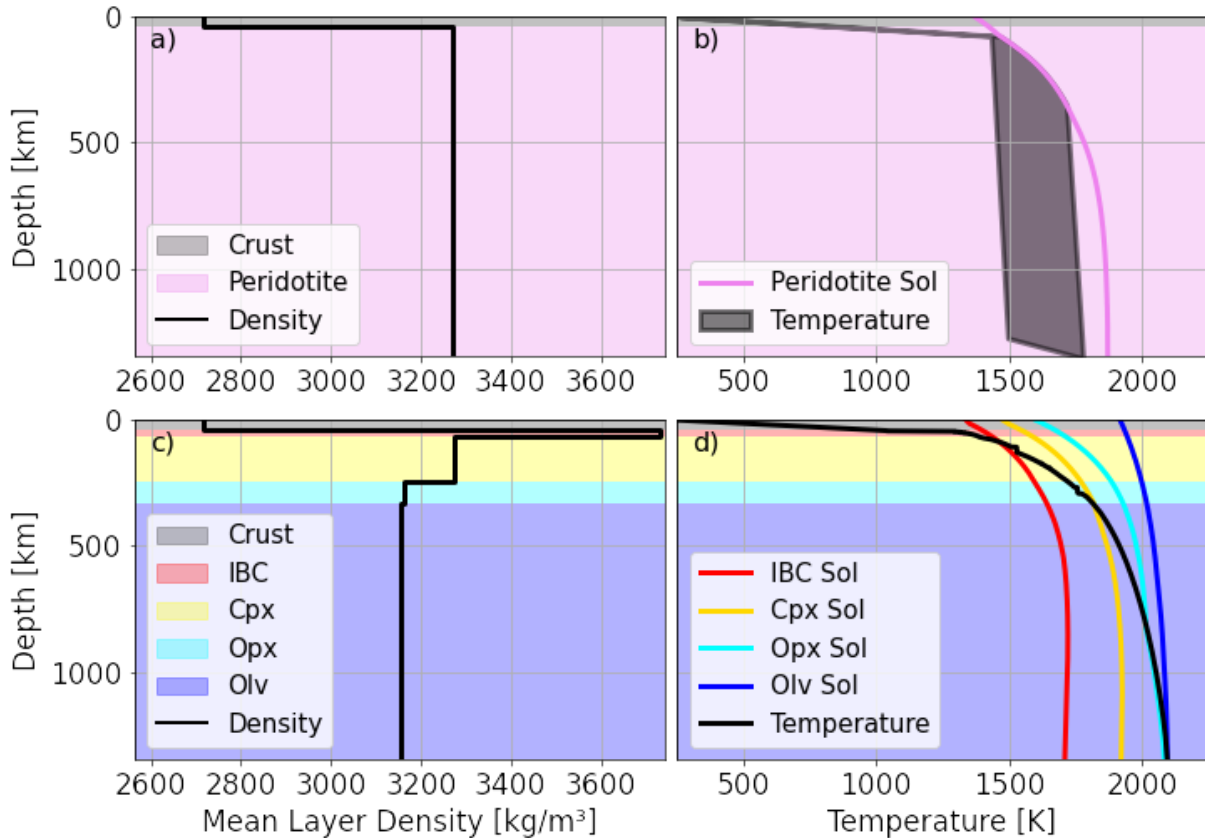 0
a)
b)
500
1000
Depth [km]
Crust
Peridotite
Density
Peridotite Sol
Temperature
2600 2800 3000 3200 3400 3600
500 1000 1500 2000
0
c)
d)
500
1000
Depth [km]
Crust
IBC
Cpx
Opx
Olv
Density
IBC Sol
Cpx Sol
Opx Sol
Olv Sol
Temperature
2600 2800 3000 3200 3400 3600
500 1000 1500 2000
Mean Layer Density [kg/m³]
Temperature [K]